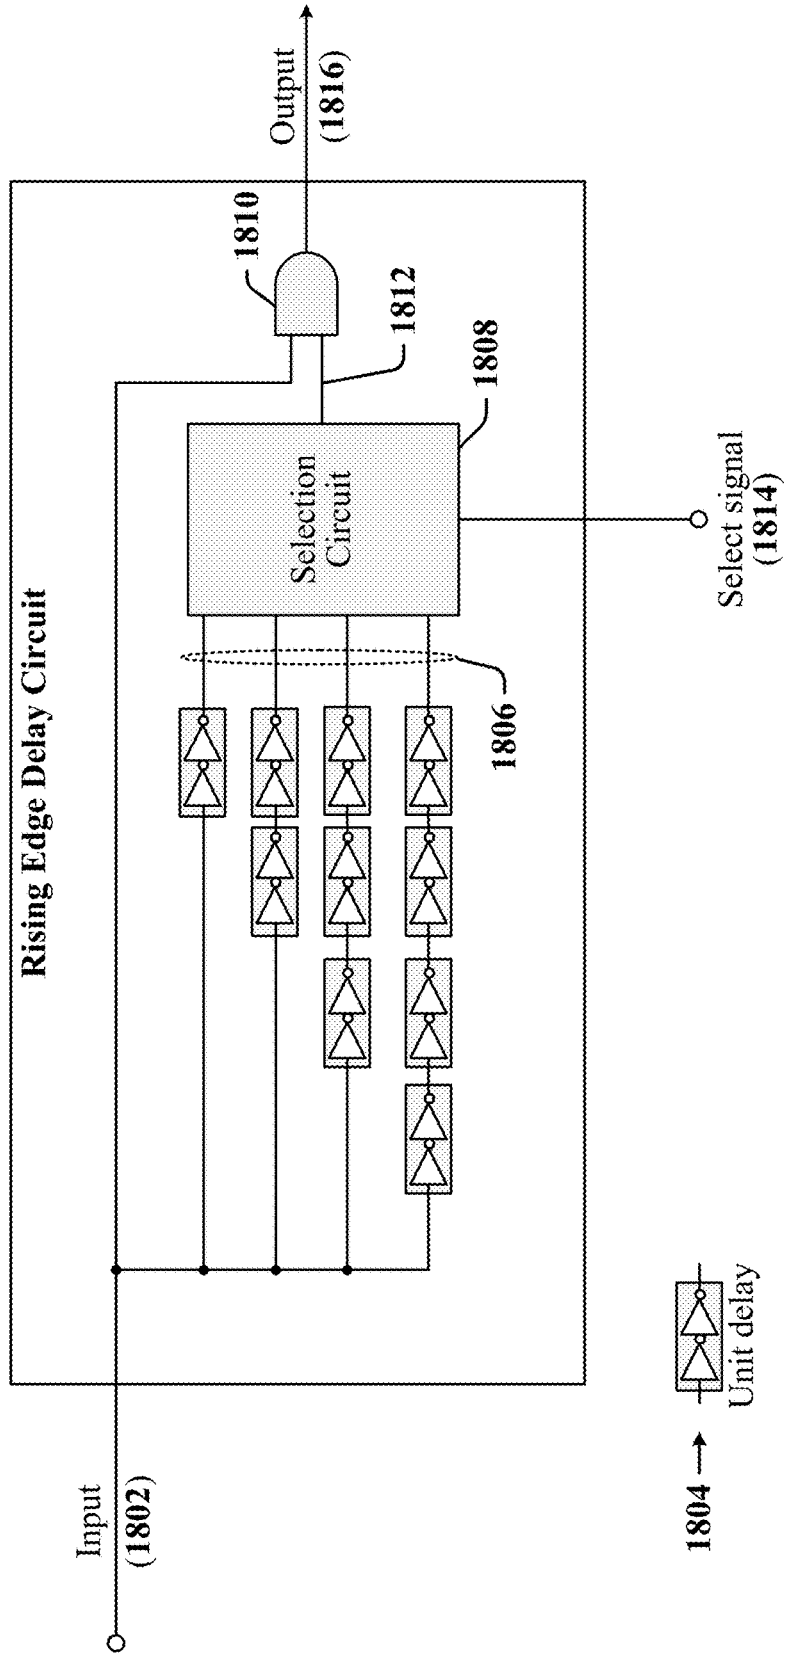 Rising Edge Delay Circuit
Input
(1802)
Output
(1816)
1810
1812
1808
Selection
Circuit
1806
Select signal
(1814)
1804
Unit delay